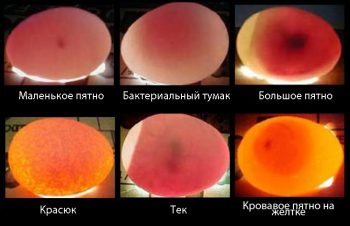 Маленькое пятно
Бактериальный тумак
Большое пятно
Красюк
Тек
Кровавое пятно на
желтке